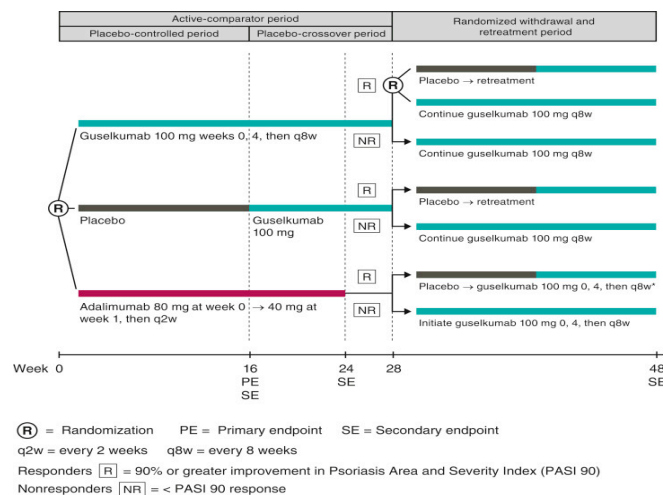 Active-comparator period
Randomized withdrawal and
retreatment period
Placebo-controlled period
Placebo-crossover period
R
R
Placebo → retreatment
Continue guselkumab 100 mg q8w
Guselkumab 100 mg weeks 0, 4, then q8w
NR
Continue guselkumab 100 mg q8w
R
Placebo → retreatment
R
Placebo
Guselkumab
100 mg
NR
Continue guselkumab 100 mg q8w
R
Placebo → guselkumab 100 mg 0, 4, then q8w*
Adalimumab 80 mg at week 0 → 40 mg at
week 1, then q2w
NR
Initiate guselkumab 100 mg 0, 4, then q8w
Week 0 16 24 28 48
PE SE SE
SE
R = Randomization PE = Primary endpoint SE = Secondary endpoint
q2w = every 2 weeks q8w = every 8 weeks
Responders R = 90% or greater improvement in Psoriasis Area and Severity Index (PASI 90)
Nonresponders NR = < PASI 90 response